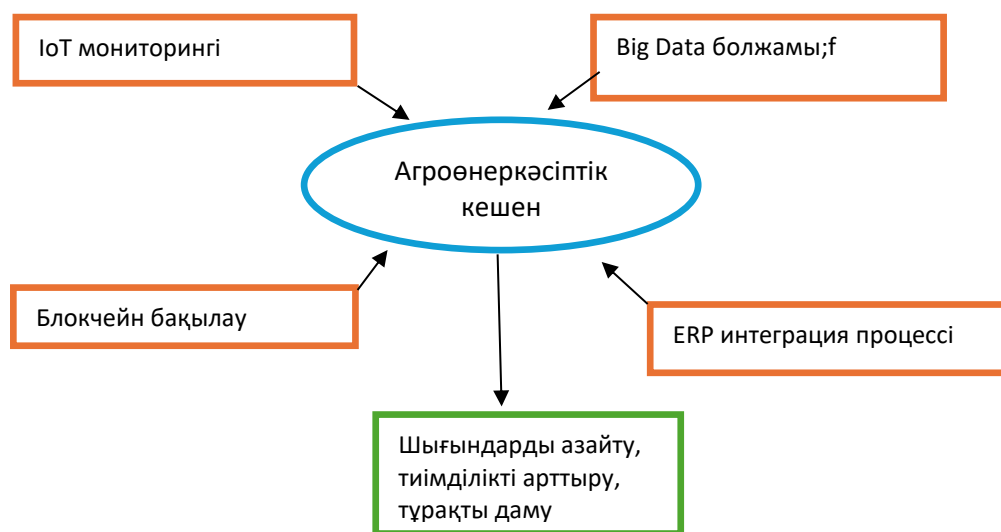 IoT мониторингі
Big Data болжамы;f
Агроөнеркәсіптік
кешен
Блокчейн бақылау
ERP интеграция процессі
Шығындарды азайту,
тиімділікті арттыру,
тұрақты даму